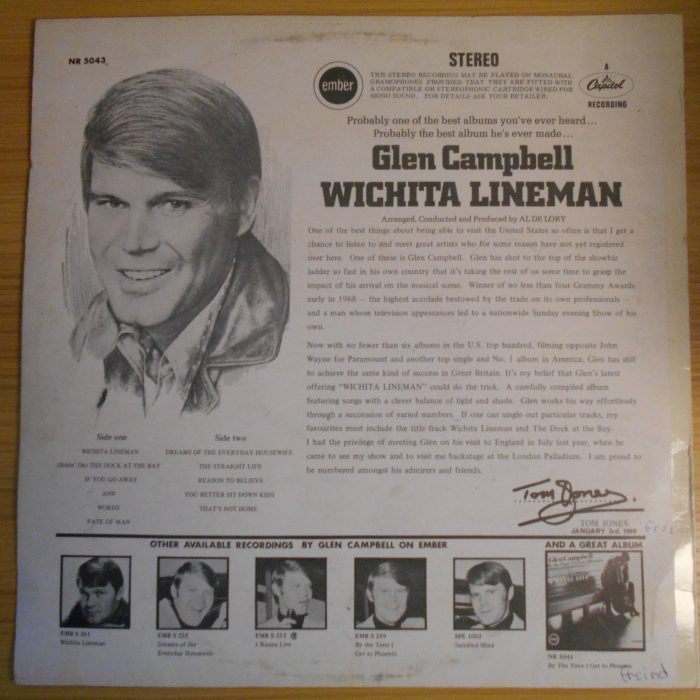 NR 5043
STEREO
ember
THIS STEREO RECORDING MAY BE PLAYED ON MONAURAL
GRAMOPHONES PROVIDED THAT THEY ARE FITTED WITH
A COMPATIBLE OR STEREOPHONIC CARTRIDGE WIRED FOR
MONO SOUND. FOR DETAILS ASK YOUR RETAILER.
A
Capitol
RECORDING
Probably one of the best albums you've ever heard...
Probably the best album he's ever made...
Glen Campbell
WICHITA LINEMAN
Arranged, Conducted and Produced by AL DE LORY
One of the best things about being able to visit the United States so often is that I get a
chance to listen to and meet great artists who for some reason have not yet registered
over here. One of these is Glen Campbell. Glen has shot to the top of the showbiz
ladder so fast in his own country that it's taking the rest of us some time to grasp the
impact of his arrival on the musical scene. Winner of no less than four Grammy Awards
early in 1968 — the highest accolade bestowed by the trade on its own professionals —
and a man whose television appearances led to a nationwide Sunday evening Show of his
own.
Now with no fewer than six albums in the U.S. top hundred, filming opposite John
Wayne for Paramount and another top single and No. 1 album in America, Glen has still
to achieve the same kind of success in Great Britain. It's my belief that Glen's latest
offering "WICHITA LINEMAN" could do the trick. A carefully compiled album
featuring songs with a clever balance of light and shade. Glen works his way effortlessly
through a succession of varied numbers. If one can single out particular tracks, my
favourites must include the title track Wichita Lineman and The Dock at the Bay.
I had the privilege of meeting Glen on his visit to England in July last year, when he
came to see my show and to visit me backstage at the London Palladium. I am proud to
be numbered amongst his admirers and friends.
Side one
WICHITA LINEMAN
(Sittin' On) THE DOCK AT THE BAY
IF YOU GO AWAY
ANN
WORDS
FATE OF MAN
Side two
DREAMS OF THE EVERYDAY HOUSEWIFE
THE STRAIGHT LIFE
REASON TO BELIEVE
YOU BETTER SIT DOWN KIDS
THAT'S NOT HOME
Tom Jones
TOM JONES
JANUARY 3rd. 1969
OTHER AVAILABLE RECORDINGS BY GLEN CAMPBELL ON EMBER
AND A GREAT ALBUM
EMB S 261
Wichita Lineman
EMB S 255
Dreams of the
Everyday Housewife
EMB S 252
I Wanna Live
EMB S 249
By the Time I
Get to Phoenix
SPE 1002
Satisfied Mind
Glen Campbell
NR 5041
By The Time I Get to Phoenix